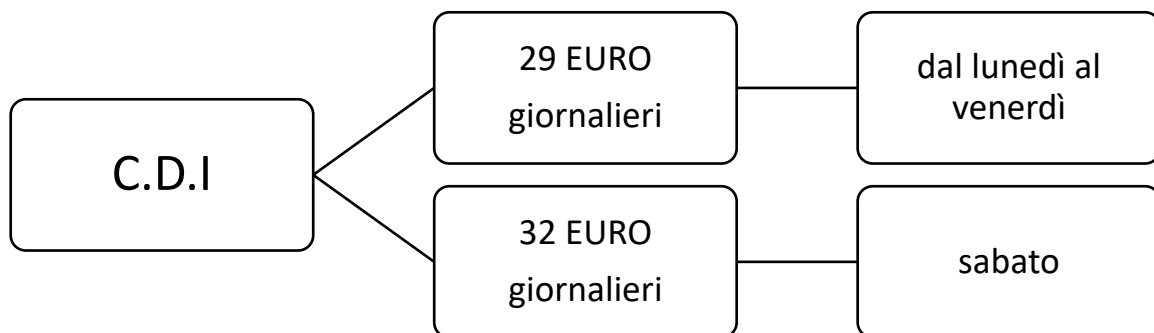 C.D.I
29 EURO
giornalieri
dal lunedì al
venerdì
32 EURO
giornalieri
sabato